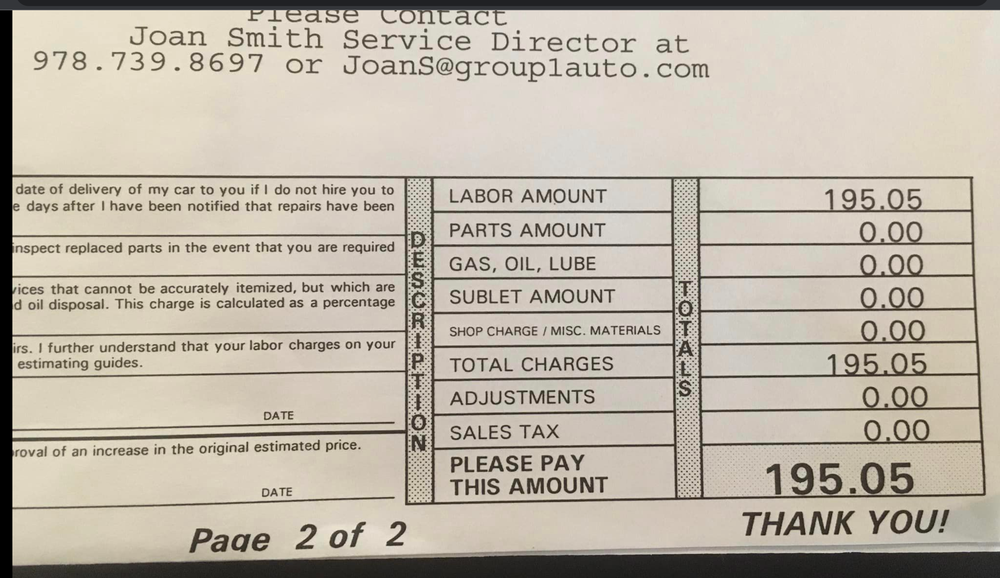 Please Contact
Joan Smith Service Director at
978.739.8697 or JoanS@group1auto.com
date of delivery of my car to you if I do not hire you to
e days after I have been notified that repairs have been
inspect replaced parts in the event that you are required
vices that cannot be accurately itemized, but which are
d oil disposal. This charge is calculated as a percentage
irs. I further understand that your labor charges on your
estimating guides.
DATE
roval of an increase in the original estimated price.
DATE
DESCRIPTION
TOTALS
LABOR AMOUNT 195.05
PARTS AMOUNT 0.00
GAS, OIL, LUBE 0.00
SUBLET AMOUNT 0.00
SHOP CHARGE / MISC. MATERIALS 0.00
TOTAL CHARGES 195.05
ADJUSTMENTS 0.00
SALES TAX 0.00
PLEASE PAY
THIS AMOUNT 195.05
Page 2 of 2
THANK YOU!